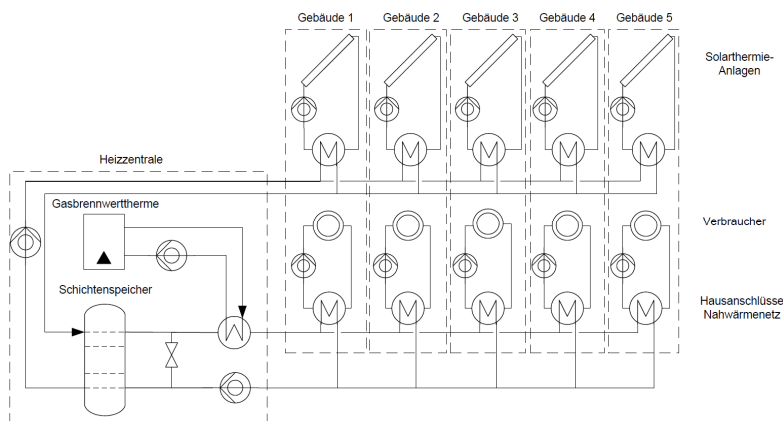 Gebäude 1 Gebäude 2 Gebäude 3 Gebäude 4 Gebäude 5
Solarthermie-
Anlagen
Heizzentrale
Gasbrennwerttherme
Verbraucher
Schichtenspeicher
Hausanschlüsse
Nahwärmenetz